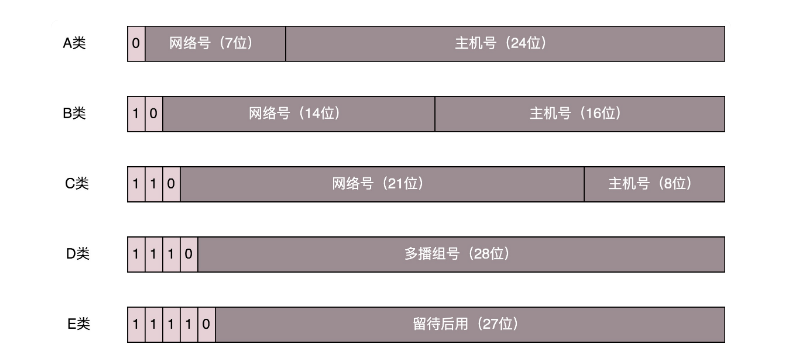 A类 0 网络号（7位） 主机号（24位）
B类 1 0 网络号（14位） 主机号（16位）
C类 1 1 0 网络号（21位） 主机号（8位）
D类 1 1 1 0 多播组号（28位）
E类 1 1 1 1 0 留待后用（27位）